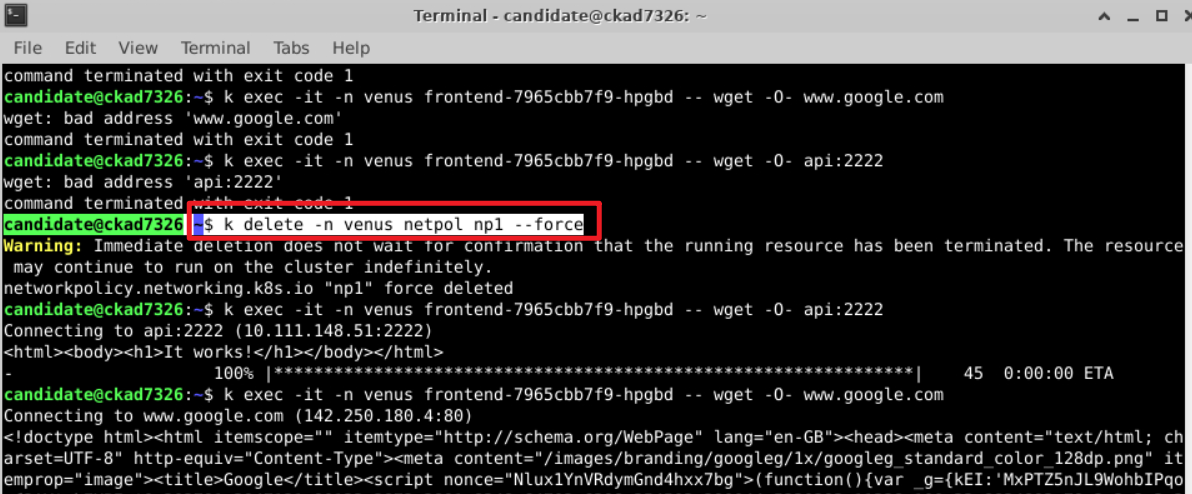 Terminal - candidate@ckad7326: ~
File Edit View Terminal Tabs Help
command terminated with exit code 1
candidate@ckad7326:~$ k exec -it -n venus frontend-7965cbb7f9-hpgbd -- wget -O- www.google.com
wget: bad address 'www.google.com'
command terminated with exit code 1
candidate@ckad7326:~$ k exec -it -n venus frontend-7965cbb7f9-hpgbd -- wget -O- api:2222
wget: bad address 'api:2222'
command terminated with exit code 1
candidate@ckad7326:~$ k delete -n venus netpol np1 --force
Warning: Immediate deletion does not wait for confirmation that the running resource has been terminated. The resource
may continue to run on the cluster indefinitely.
networkpolicy.networking.k8s.io "np1" force deleted
candidate@ckad7326:~$ k exec -it -n venus frontend-7965cbb7f9-hpgbd -- wget -O- api:2222
Connecting to api:2222 (10.111.148.51:2222)
<html><body><h1>It works!</h1></body></html>
- 100% |****************************************************************| 45 0:00:00 ETA
candidate@ckad7326:~$ k exec -it -n venus frontend-7965cbb7f9-hpgbd -- wget -O- www.google.com
Connecting to www.google.com (142.250.180.4:80)
<!doctype html><html itemscope="" itemtype="http://schema.org/WebPage" lang="en-GB"><head><meta content="text/html; ch
arset=UTF-8" http-equiv="Content-Type"><meta content="/images/branding/googleg/1x/googleg_standard_color_128dp.png" it
emprop="image"><title>Google</title><script nonce="Nlux1YnVRdymGnd4hxx7bg">(function(){var _g={kEI:'MxPTZ5nJL9WohbIPqo